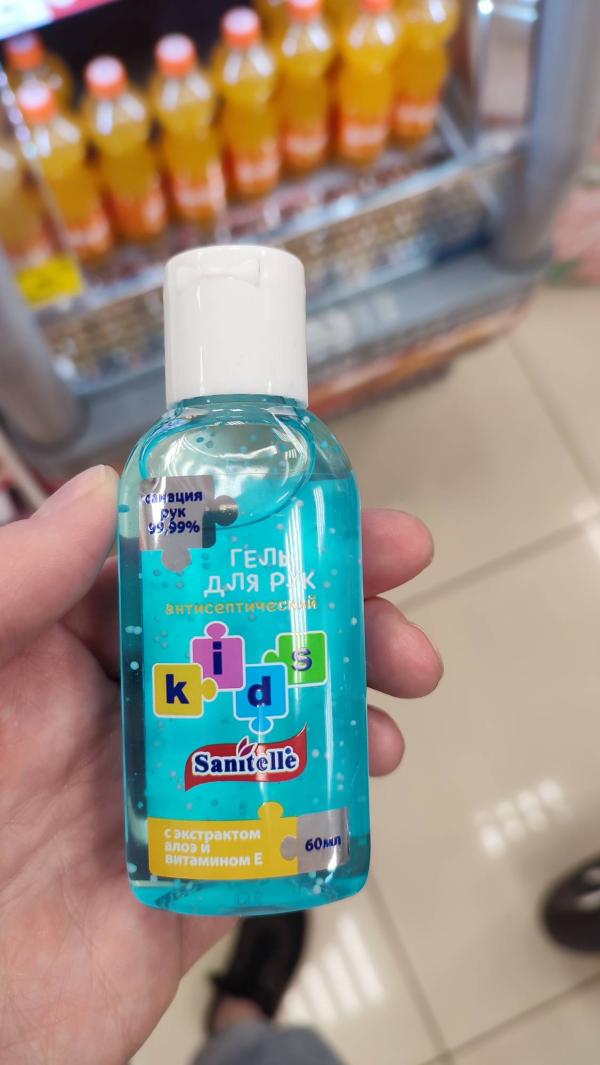 санация
рук
99,99%
ГЕЛЬ
ДЛЯ РУК
антисептический
kids
Sanitelle
с экстрактом
алоэ и
витамином Е
60мл